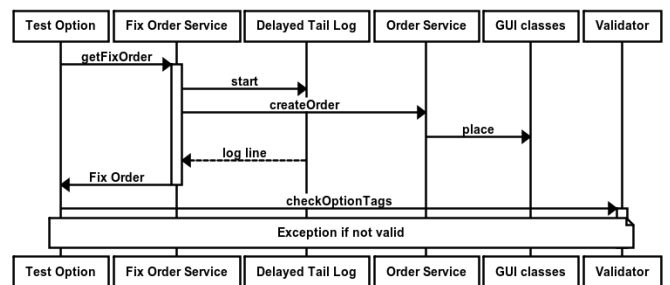 Test Option Fix Order Service Delayed Tail Log Order Service GUI classes Validator
getFixOrder
start
createOrder
place
log line
Fix Order
checkOptionTags
Exception if not valid
Test Option Fix Order Service Delayed Tail Log Order Service GUI classes Validator